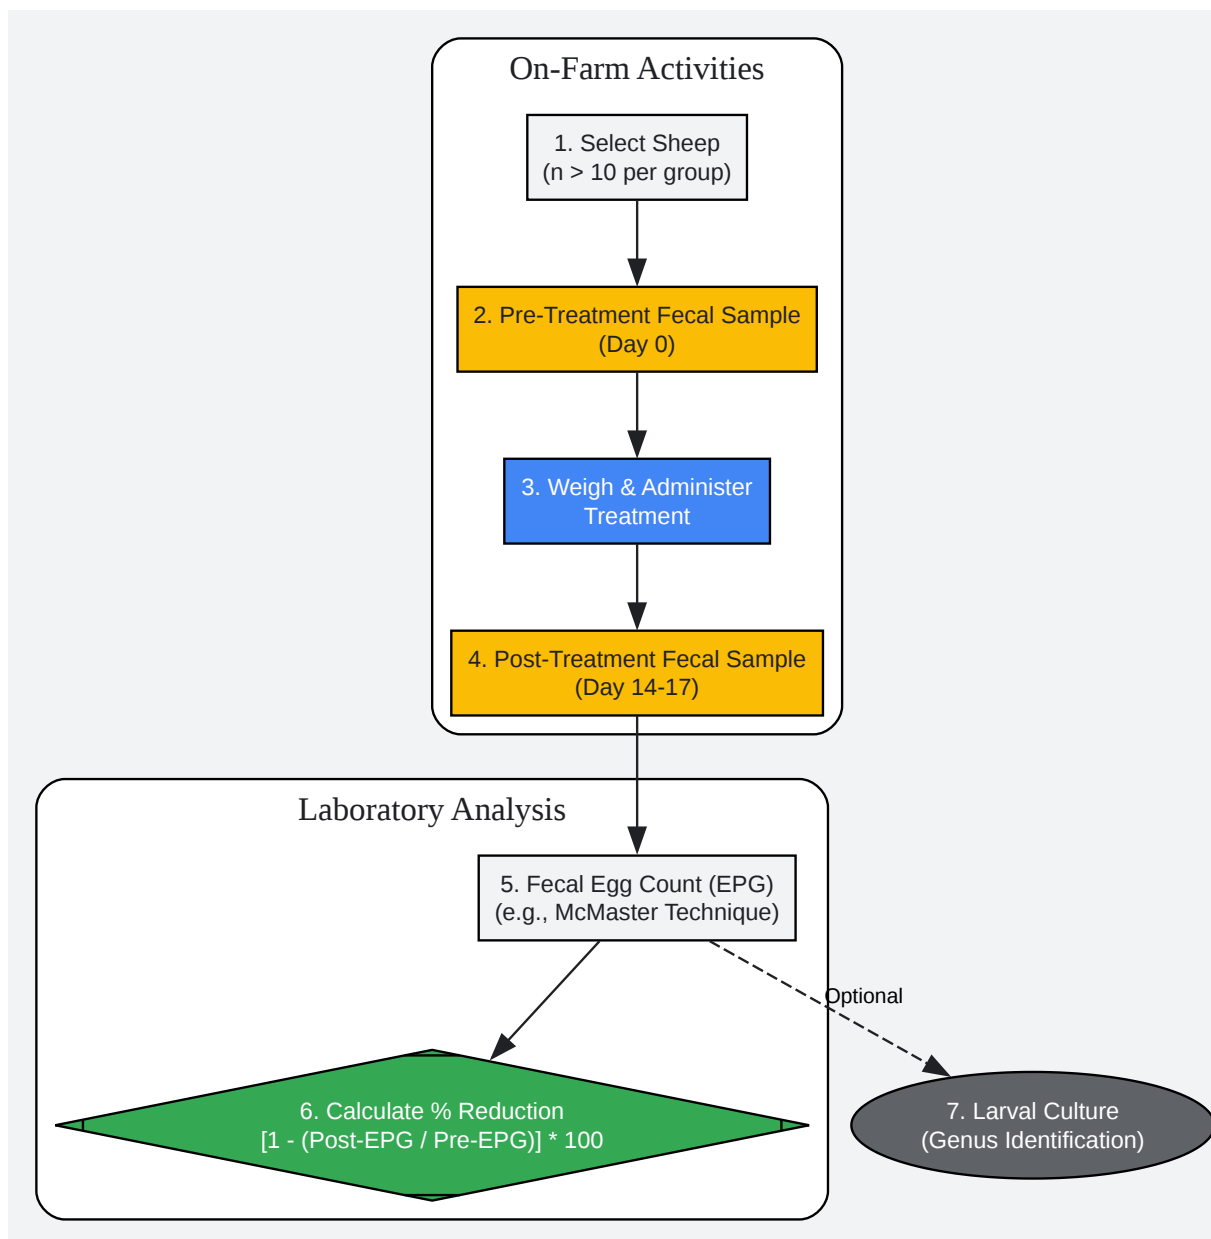 On-Farm Activities
1. Select Sheep
(n > 10 per group)
2. Pre-Treatment Fecal Sample
(Day 0)
3. Weigh & Administer
Treatment
4. Post-Treatment Fecal Sample
(Day 14-17)
Laboratory Analysis
5. Fecal Egg Count (EPG)
(e.g., McMaster Technique)
Optional
6. Calculate % Reduction
[1 - (Post-EPG / Pre-EPG)] * 100
7. Larval Culture
(Genus Identification)